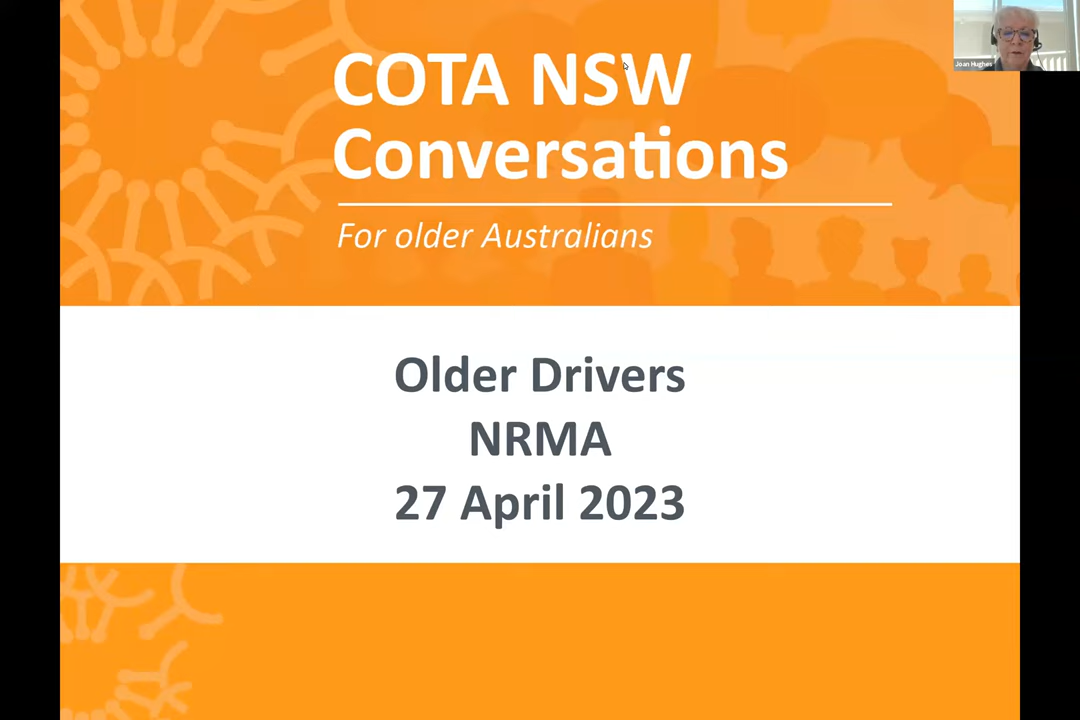 COTA NSW
Conversations
For older Australians
Older Drivers
NRMA
27 April 2023
Joan Hughes